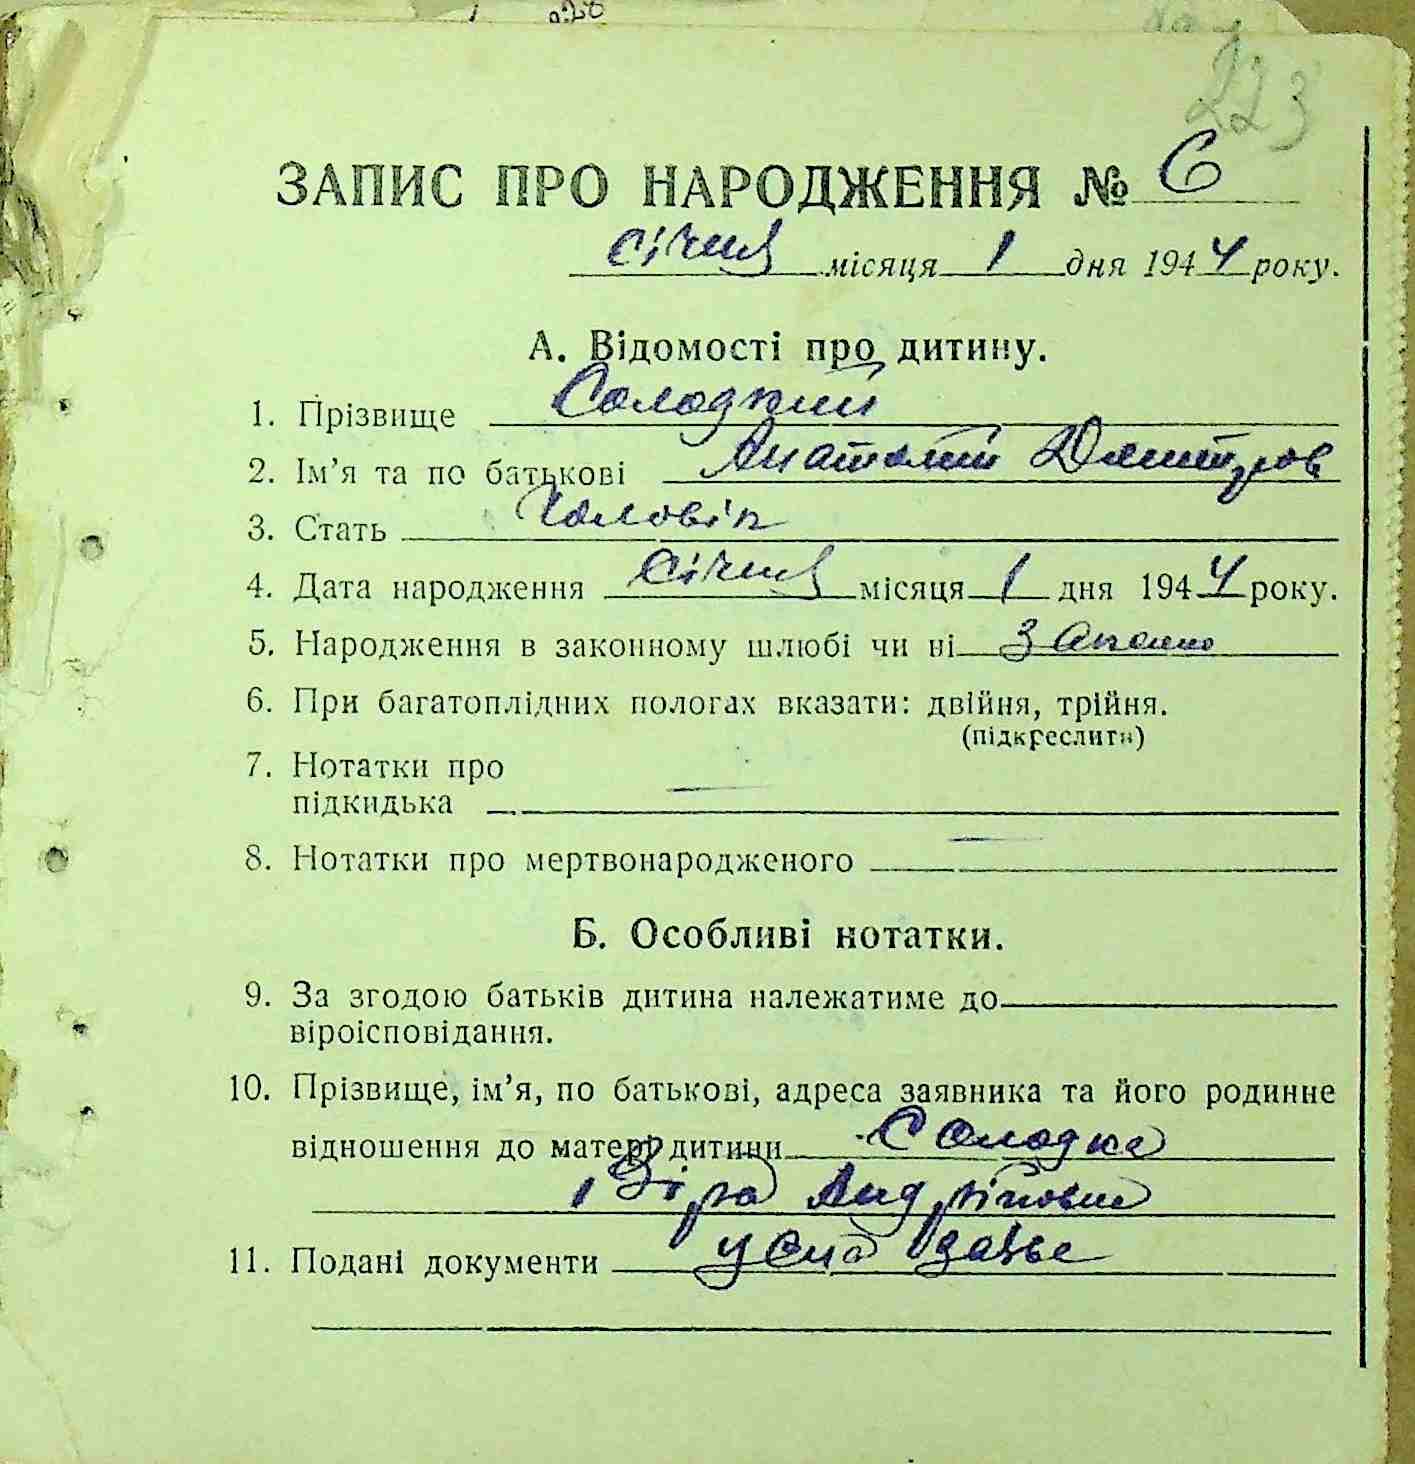 223
ЗАПИС ПРО НАРОДЖЕННЯ № 6
січня місяця 1 дня 1944 року.
А. Відомості про дитину.
1. Прізвище Солодкий
2. Ім'я та по батькові Анатолій Дмитров
3. Стать Чоловік
4. Дата народження січня місяця 1 дня 1944 року.
5. Народження в законному шлюбі чи ні Законно
6. При багатоплідних пологах вказати: двійня, трійня.
(підкреслити)
7. Нотатки про
підкидька —
8. Нотатки про мертвонародженого —
Б. Особливі нотатки.
9. За згодою батьків дитина належатиме до
віроісповідання.
10. Прізвище, ім'я, по батькові, адреса заявника та його родинне
відношення до матері дитини Солодка
Віра Андріївна
11. Подані документи усна заява